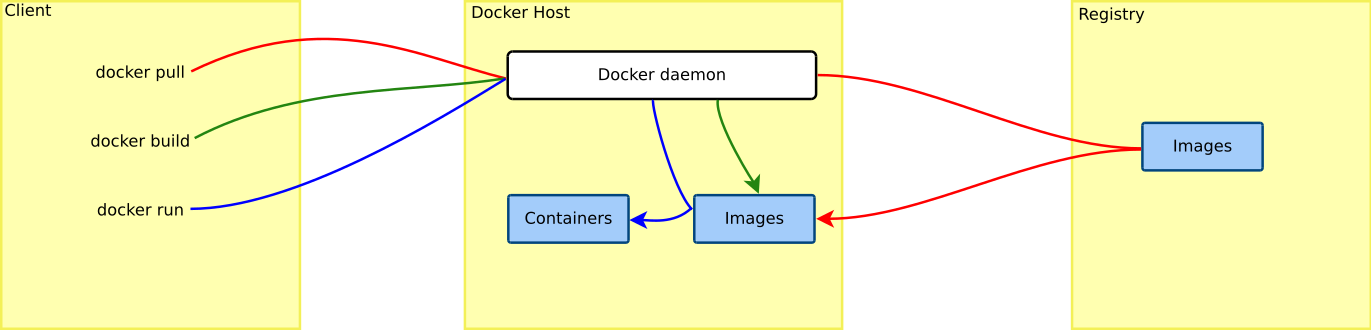 Client
docker pull
docker build
docker run
Docker Host
Docker daemon
Containers
Images
Registry
Images